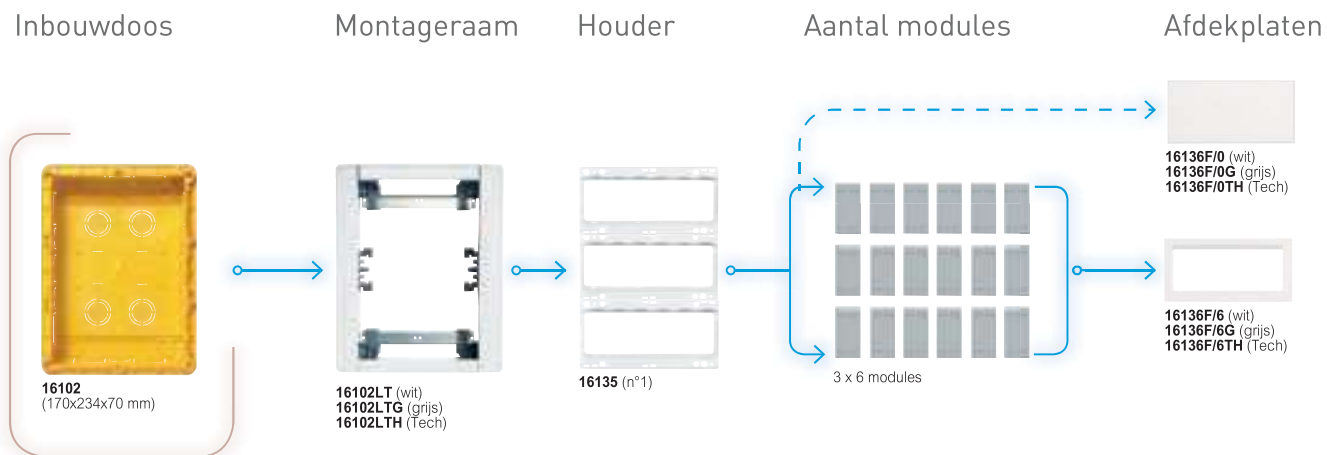 Inbouwdoos
Montageraam
Houder
Aantal modules
Afdekplaten
16102
(170x234x70 mm)
16102LT (wit)
16102LTG (grijs)
16102LTH (Tech)
16135 (n°1)
3 x 6 modules
16136F/0 (wit)
16136F/0G (grijs)
16136F/0TH (Tech)
16136F/6 (wit)
16136F/6G (grijs)
16136F/6TH (Tech)